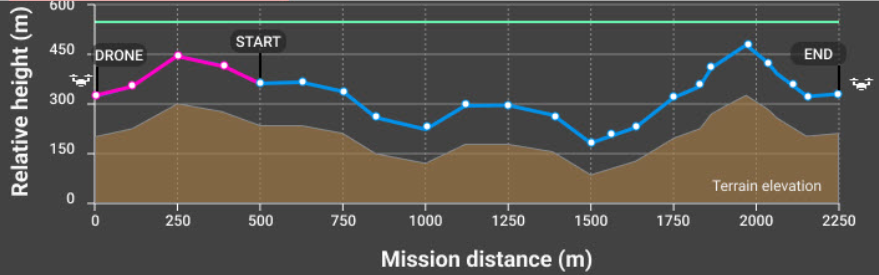 Relative height (m)
600
450
300
150
0
DRONE
START
END
Terrain elevation
0 250 500 750 1000 1250 1500 1750 2000 2250
Mission distance (m)